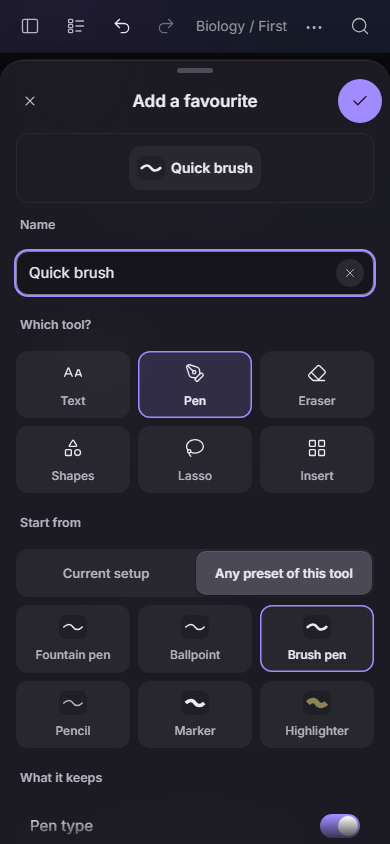 Biology / First
Add a favourite
Quick brush
Name
Quick brush
Which tool?
Text
Pen
Eraser
Shapes
Lasso
Insert
Start from
Current setup
Any preset of this tool
Fountain pen
Ballpoint
Brush pen
Pencil
Marker
Highlighter
What it keeps
Pen type